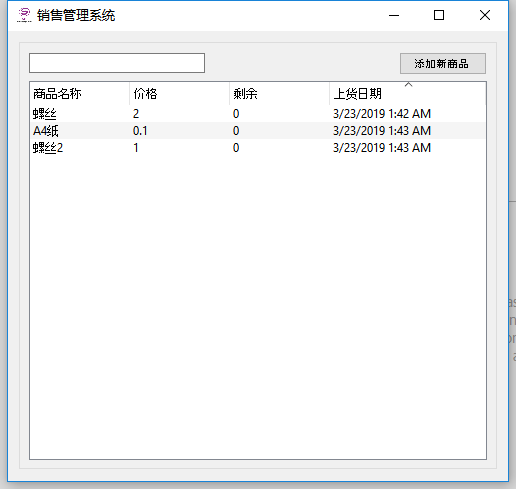 销售管理系统
添加新商品
商品名称 价格 剩余 上货日期
螺丝 2 0 3/23/2019 1:42 AM
A4纸 0.1 0 3/23/2019 1:43 AM
螺丝2 1 0 3/23/2019 1:43 AM